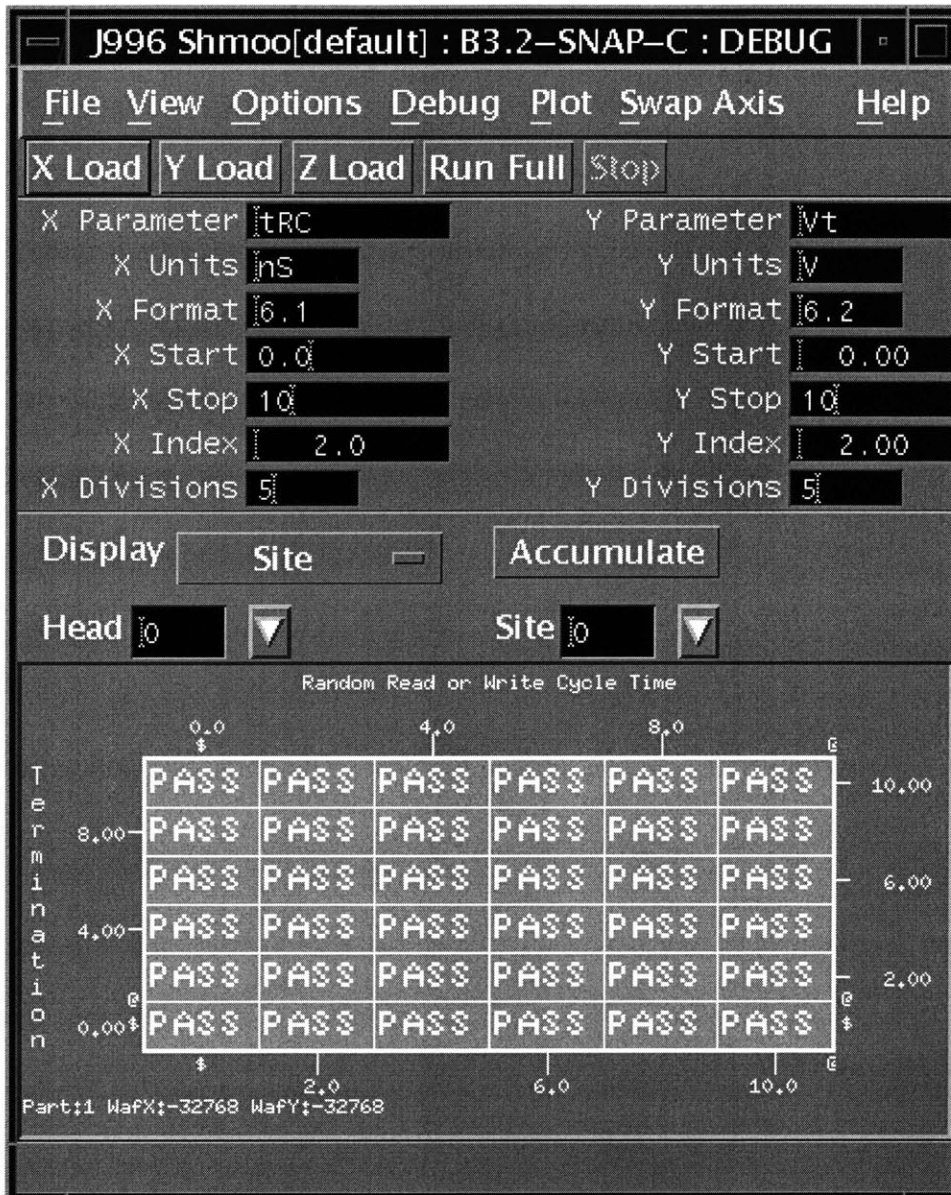 J996 Shmoo[default] : B3.2-SNAP-C : DEBUG
File View Options Debug Plot Swap Axis Help
X Load Y Load Z Load Run Full Stop
X Parameter tRC Y Parameter Vt
X Units nS Y Units V
X Format 6.1 Y Format 6.2
X Start 0.0 Y Start 0.00
X Stop 10 Y Stop 10
X Index 2.0 Y Index 2.00
X Divisions 5 Y Divisions 5
Display Site Accumulate
Head 0 Site 0
Random Read or Write Cycle Time
0.0 4.0 8.0
$ @
Termination
PASS PASS PASS PASS PASS PASS 10.00
8.00 PASS PASS PASS PASS PASS PASS
PASS PASS PASS PASS PASS PASS 6.00
4.00 PASS PASS PASS PASS PASS PASS
PASS PASS PASS PASS PASS PASS 2.00
@ @
0.00$ PASS PASS PASS PASS PASS PASS $
$ @
2.0 6.0 10.0
Part:1 WafX:-32768 WafY:-32768